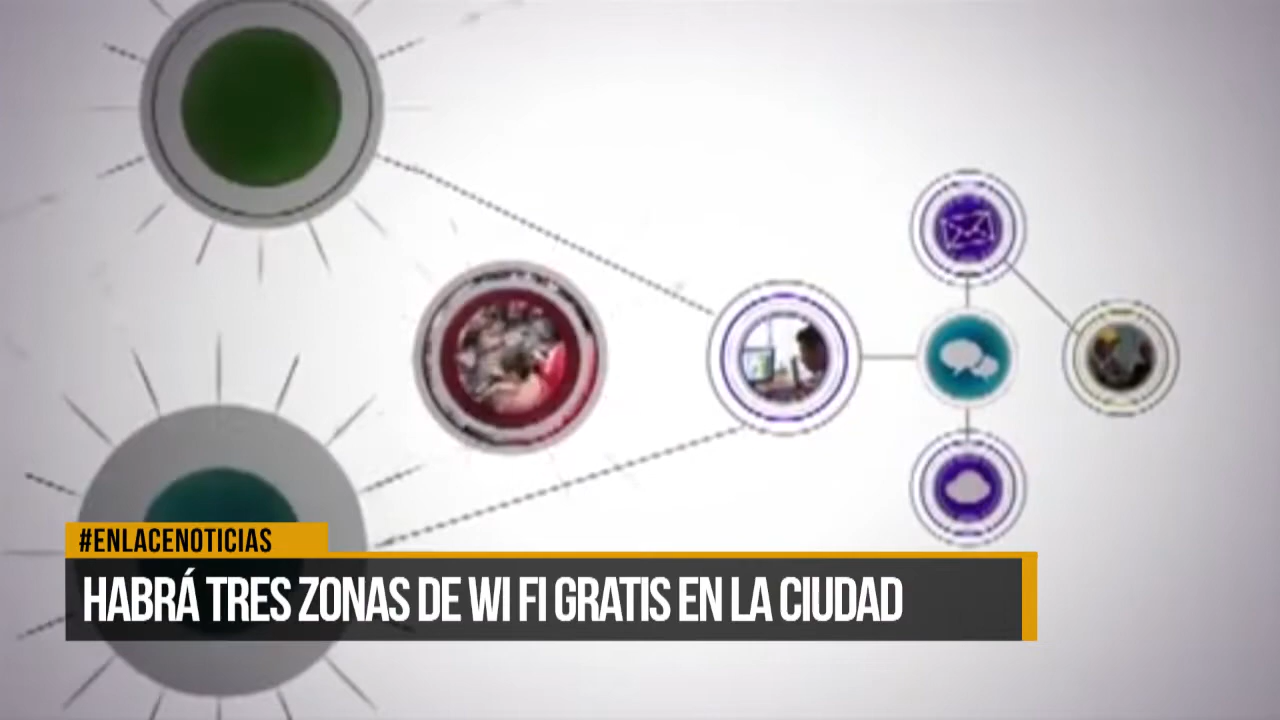 #ENLACENOTICIAS
HABRÁ TRES ZONAS DE WI FI GRATIS EN LA CIUDAD